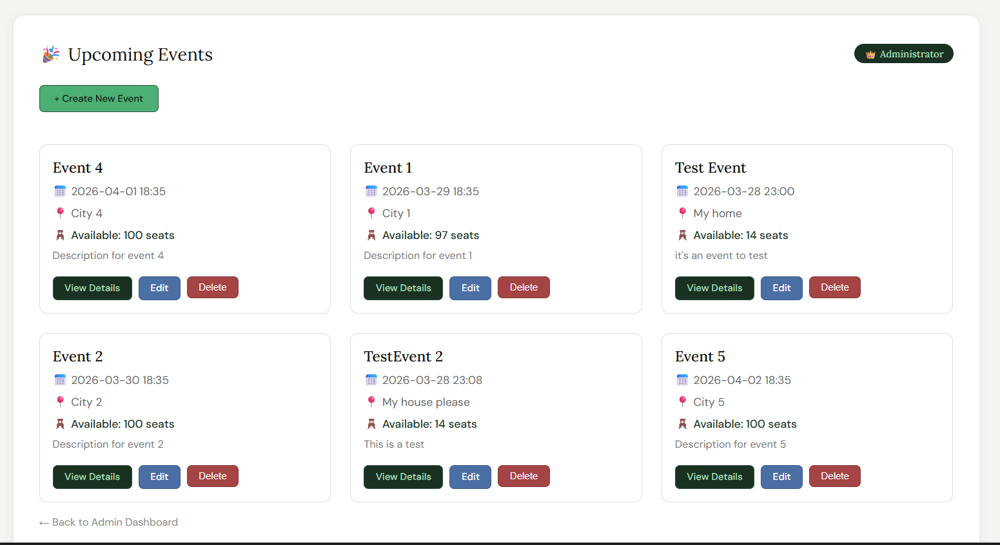 Upcoming Events
Administrator
+ Create New Event
Event 4
2026-04-01 18:35
City 4
Available: 100 seats
Description for event 4
View Details
Edit
Delete
Event 1
2026-03-29 18:35
City 1
Available: 97 seats
Description for event 1
View Details
Edit
Delete
Test Event
2026-03-28 23:00
My home
Available: 14 seats
it's an event to test
View Details
Edit
Delete
Event 2
2026-03-30 18:35
City 2
Available: 100 seats
Description for event 2
View Details
Edit
Delete
TestEvent 2
2026-03-28 23:08
My house please
Available: 14 seats
This is a test
View Details
Edit
Delete
Event 5
2026-04-02 18:35
City 5
Available: 100 seats
Description for event 5
View Details
Edit
Delete
← Back to Admin Dashboard